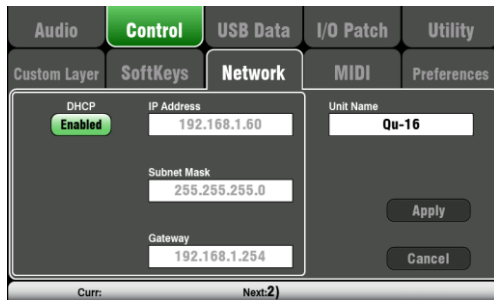 Audio Control USB Data I/O Patch Utility
Custom Layer SoftKeys Network MIDI Preferences
DHCP IP Address Unit Name
Enabled 192.168.1.60 Qu-16
Subnet Mask
255.255.255.0
Apply
Gateway
192.168.1.254 Cancel
Curr: Next:2)